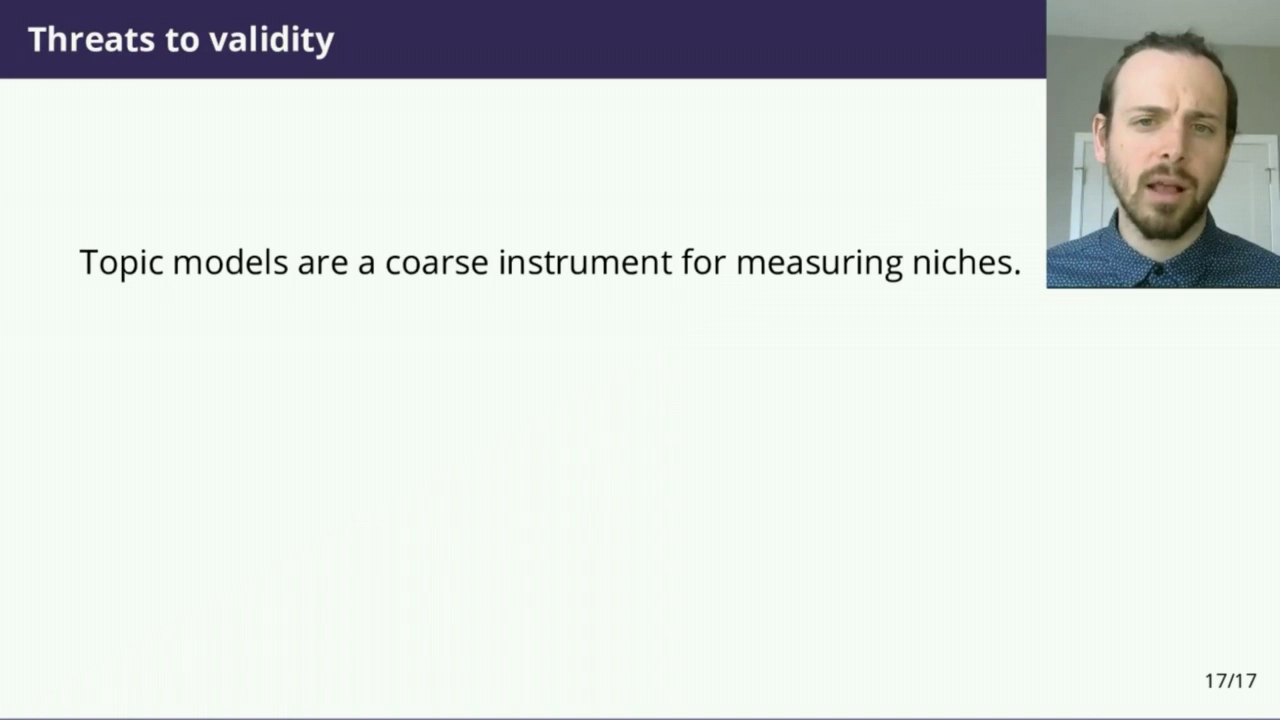 Threats to validity
Topic models are a coarse instrument for measuring niches.
17/17